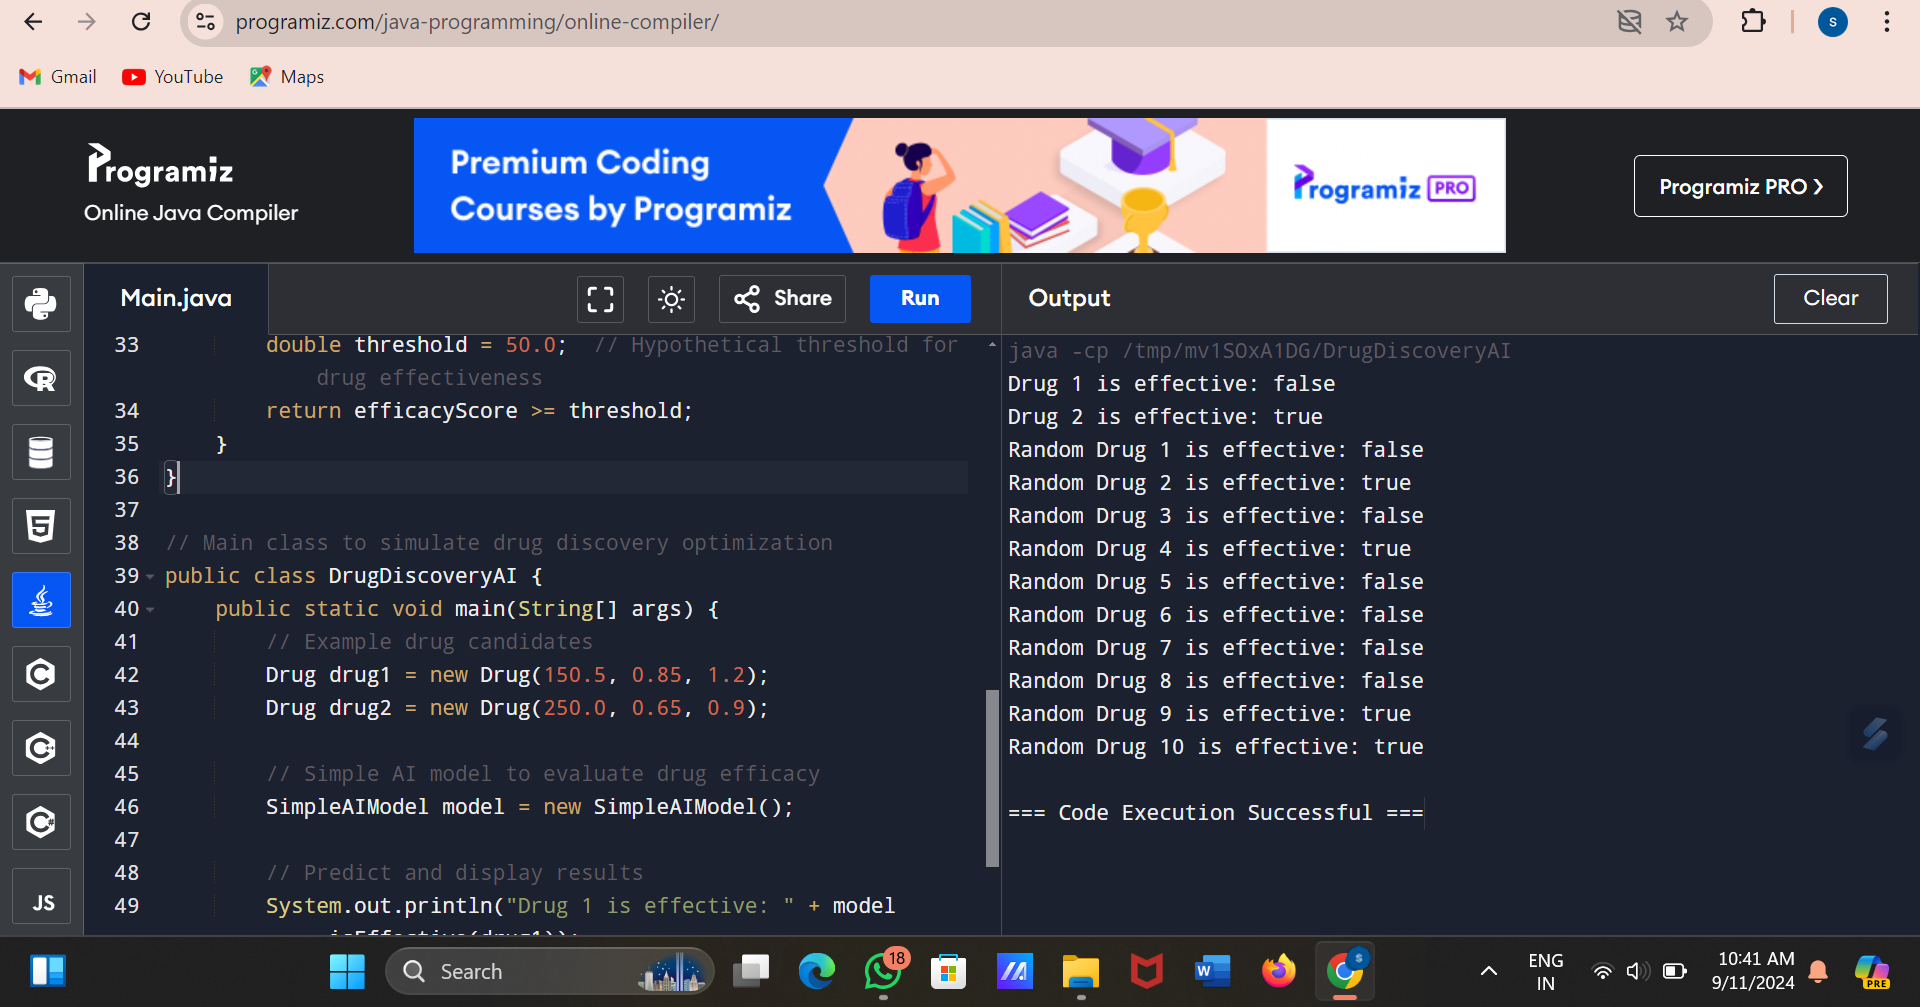 programiz.com/java-programming/online-compiler/
S
Gmail YouTube Maps
Programiz
Online Java Compiler
Premium Coding
Courses by Programiz
Programiz PRO
Programiz PRO ❯
Main.java
Share
Run
Output
Clear
33 double threshold = 50.0; // Hypothetical threshold for
drug effectiveness
34 return efficacyScore >= threshold;
35 }
36 }
37
38 // Main class to simulate drug discovery optimization
39 public class DrugDiscoveryAI {
40 public static void main(String[] args) {
41 // Example drug candidates
42 Drug drug1 = new Drug(150.5, 0.85, 1.2);
43 Drug drug2 = new Drug(250.0, 0.65, 0.9);
44
45 // Simple AI model to evaluate drug efficacy
46 SimpleAIModel model = new SimpleAIModel();
47
48 // Predict and display results
49 System.out.println("Drug 1 is effective: " + model
java -cp /tmp/mv1SOxA1DG/DrugDiscoveryAI
Drug 1 is effective: false
Drug 2 is effective: true
Random Drug 1 is effective: false
Random Drug 2 is effective: true
Random Drug 3 is effective: false
Random Drug 4 is effective: true
Random Drug 5 is effective: false
Random Drug 6 is effective: false
Random Drug 7 is effective: false
Random Drug 8 is effective: false
Random Drug 9 is effective: true
Random Drug 10 is effective: true
=== Code Execution Successful ===
R
5
C
C++
C#
JS
Search
18
W
S
ENG
IN
10:41 AM
9/11/2024
PRE